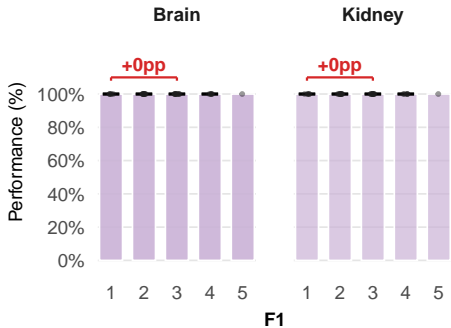 Brain Kidney
+0pp +0pp
Performance (%)
100%
80%
60%
40%
20%
0%
1 2 3 4 5 1 2 3 4 5
F1